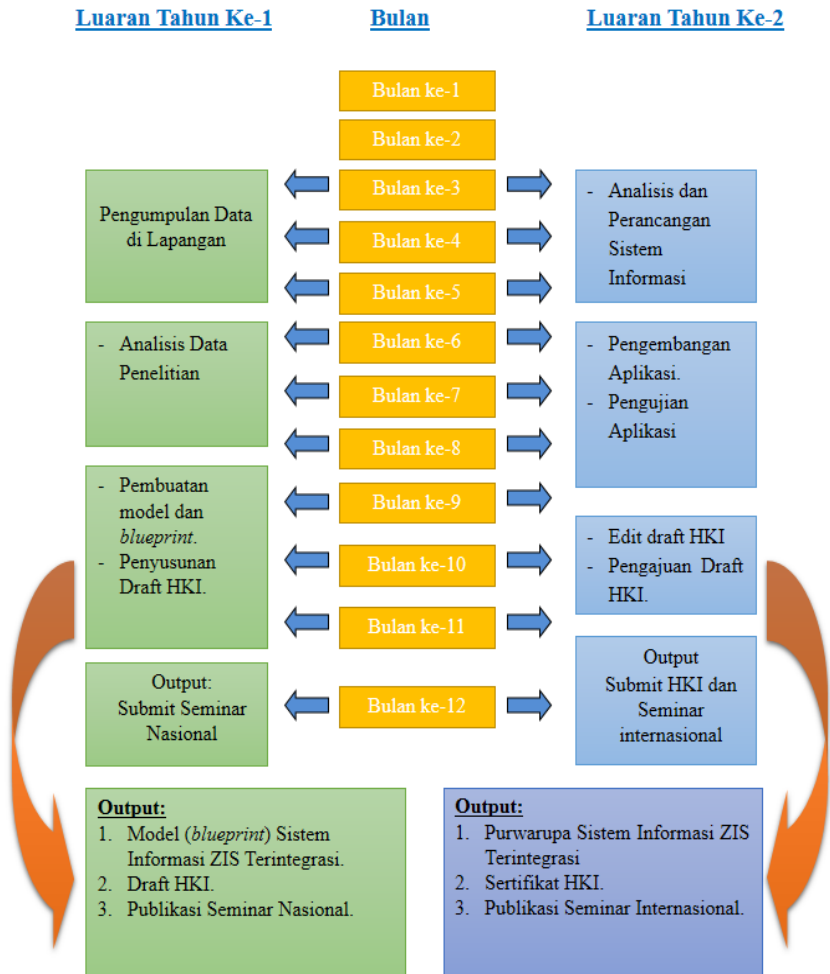 Luaran Tahun Ke-1
Bulan
Luaran Tahun Ke-2
Bulan ke-1
Bulan ke-2
Bulan ke-3
Bulan ke-4
Bulan ke-5
Bulan ke-6
Bulan ke-7
Bulan ke-8
Bulan ke-9
Bulan ke-10
Bulan ke-11
Bulan ke-12
Pengumpulan Data
di Lapangan
- Analisis Data
Penelitian
- Pembuatan
model dan
blueprint.
- Penyusunan
Draft HKI.
Output:
Submit Seminar
Nasional
- Analisis dan
Perancangan
Sistem
Informasi
- Pengembangan
Aplikasi.
- Pengujian
Aplikasi
- Edit draft HKI
- Pengajuan Draft
HKI.
Output
Submit HKI dan
Seminar
internasional
Output:
1. Model (blueprint) Sistem
Informasi ZIS Terintegrasi.
2. Draft HKI.
3. Publikasi Seminar Nasional.
Output:
1. Purwarupa Sistem Informasi ZIS
Terintegrasi
2. Sertifikat HKI.
3. Publikasi Seminar Internasional.